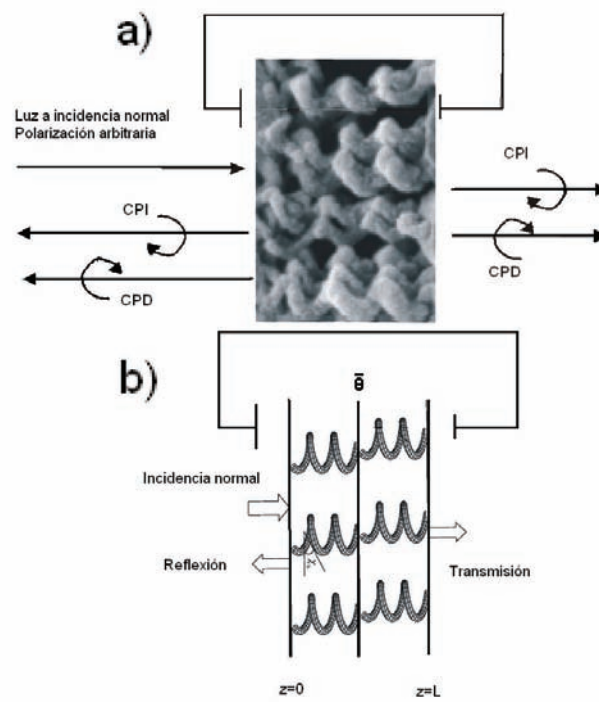 a)
Luz a incidencia normal
Polarización arbitraria
CPI
CPI
CPD
CPD
b)
θ̄
Incidencia normal
χ
Reflexión
Transmisión
z=0
z=L